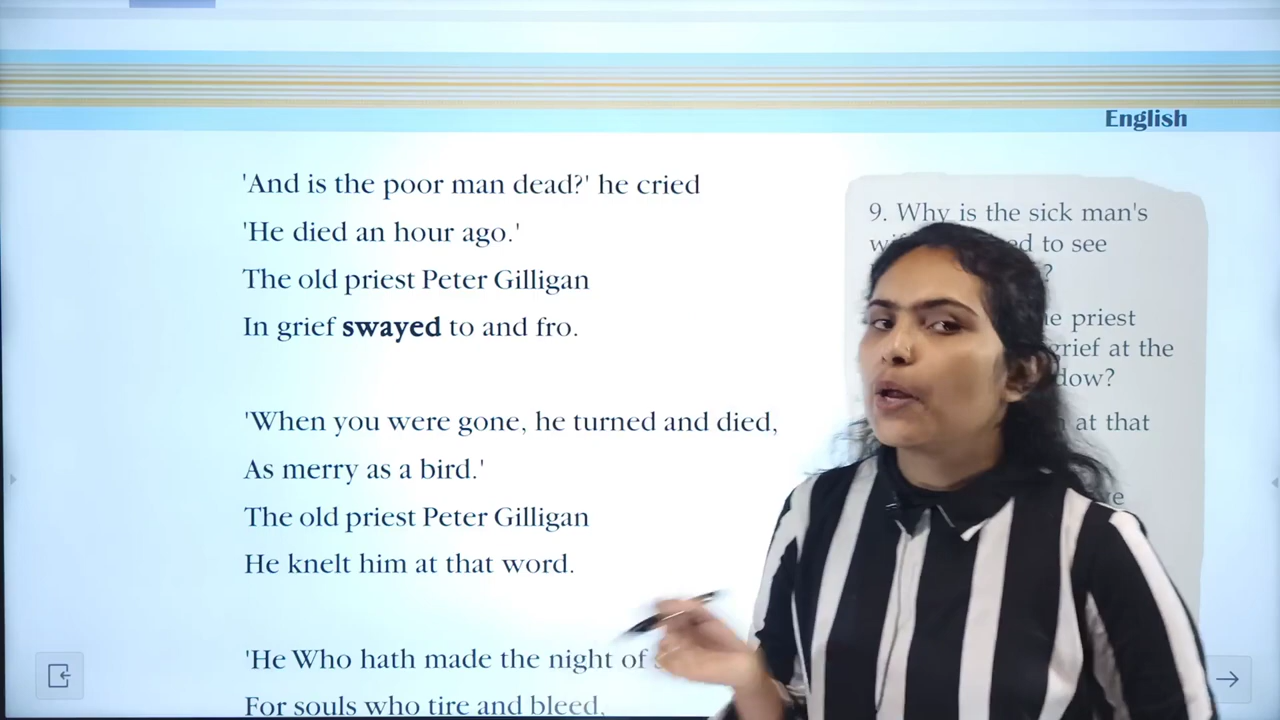 English
'And is the poor man dead?' he cried
'He died an hour ago.'
The old priest Peter Gilligan
In grief swayed to and fro.
'When you were gone, he turned and died,
As merry as a bird.'
The old priest Peter Gilligan
He knelt him at that word.
'He Who hath made the night of
For souls who tire and bleed,
9. Why is the sick man's
to see
?
priest
grief at the
at that